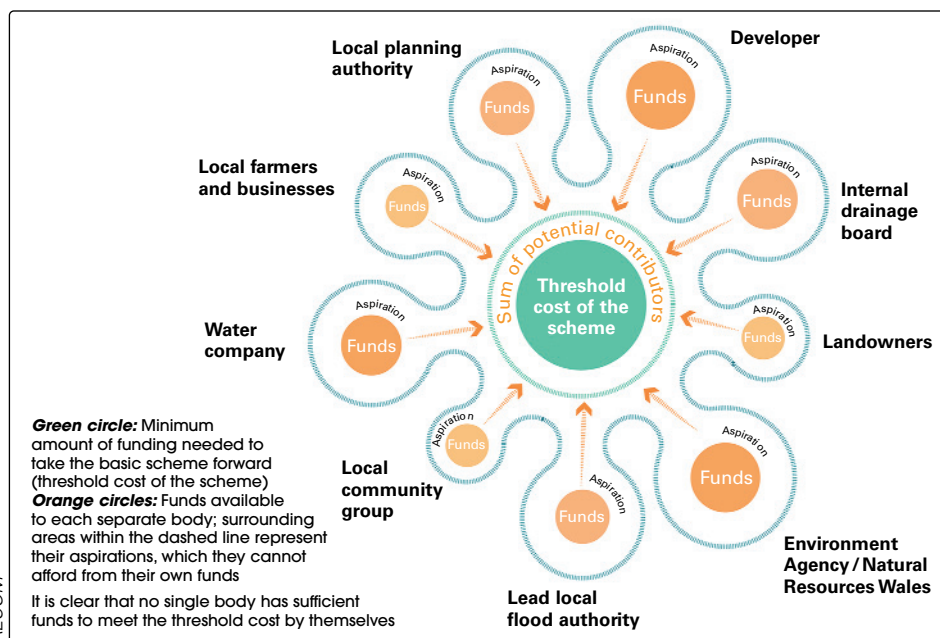 Local planning
authority
Aspiration
Funds
Developer
Aspiration
Funds
Local farmers
and businesses
Aspiration
Funds
Aspiration
Funds
Internal
drainage
board
Sum of potential contributors
Threshold
cost of the
scheme
Water
company
Aspiration
Funds
Aspiration
Funds
Landowners
Aspiration
Funds
Local
community
group
Aspiration
Funds
Lead local
flood authority
Aspiration
Funds
Environment
Agency / Natural
Resources Wales
Green circle: Minimum
amount of funding needed to
take the basic scheme forward
(threshold cost of the scheme)
Orange circles: Funds available
to each separate body; surrounding
areas within the dashed line represent
their aspirations, which they cannot
afford from their own funds
It is clear that no single body has sufficient
funds to meet the threshold cost by themselves